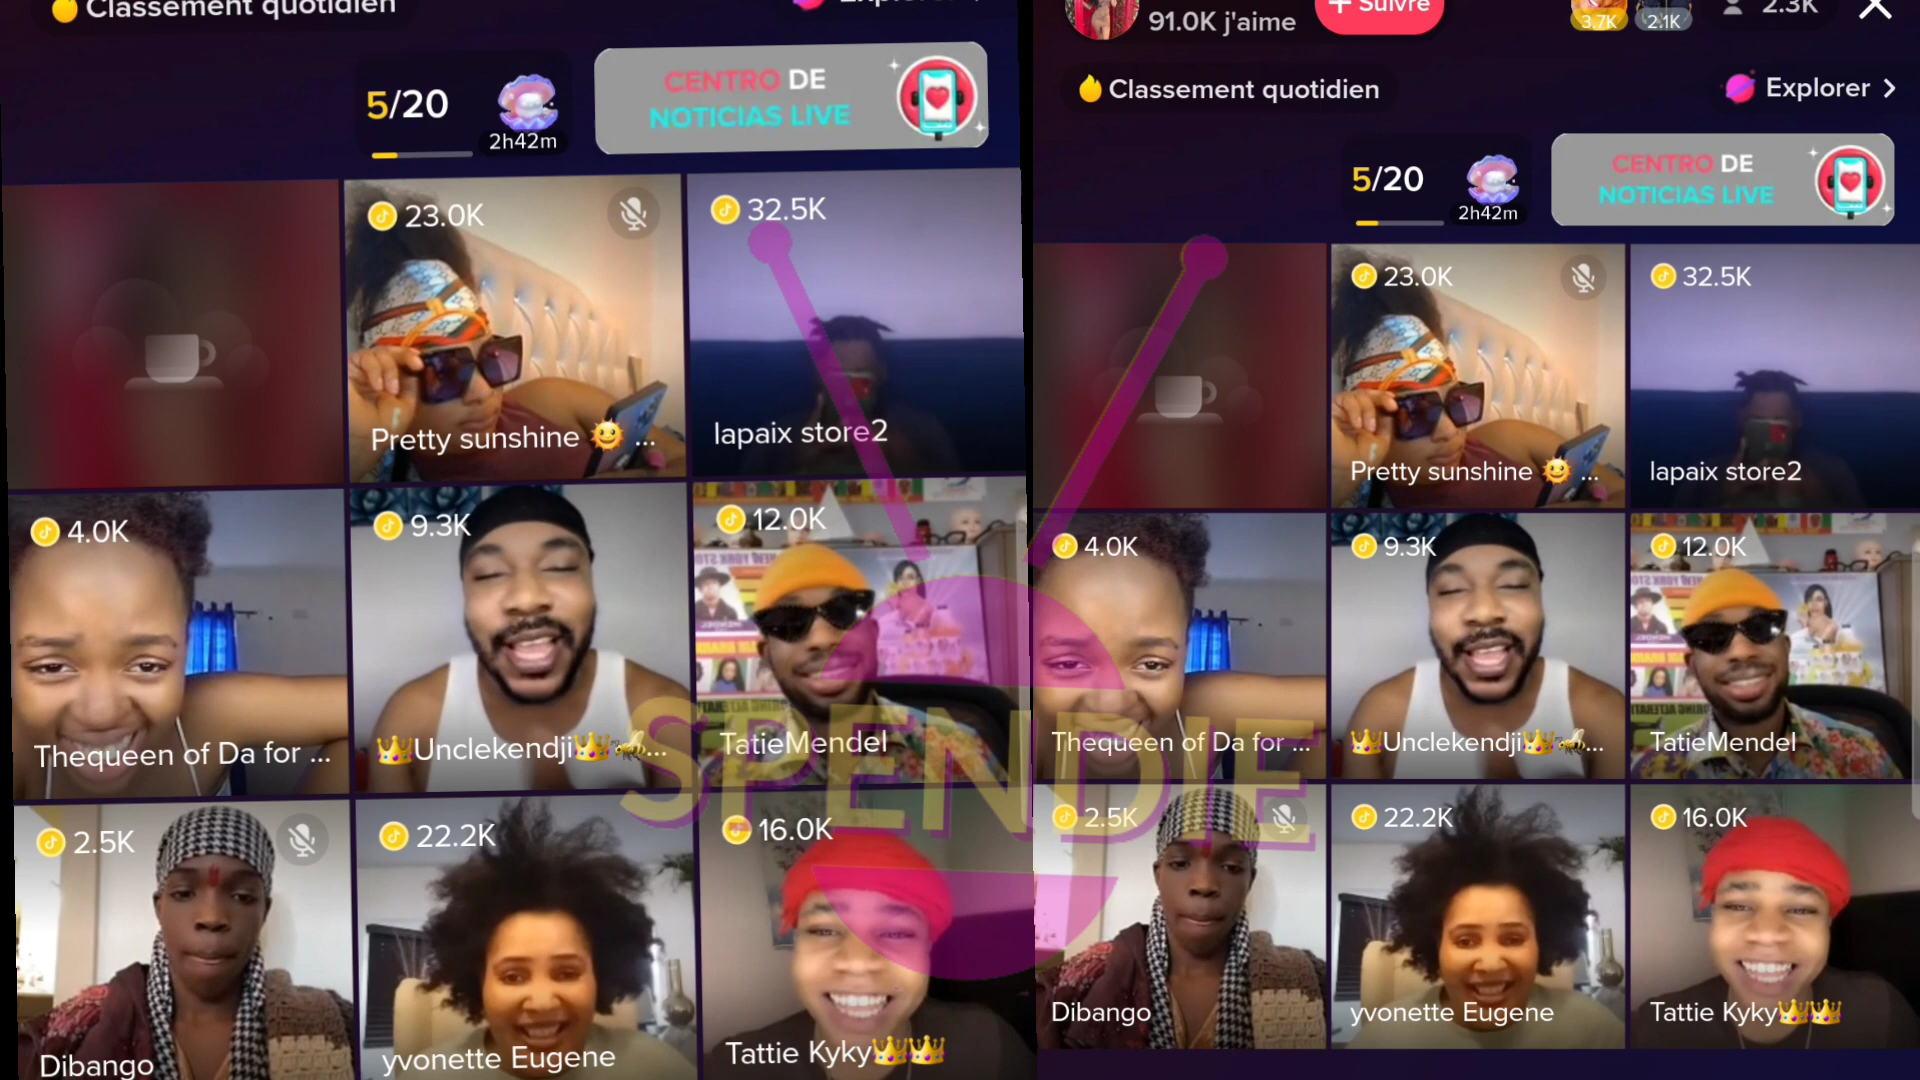 Classement quotidien
5/20
2h42m
CENTRO DE
NOTICIAS LIVE
23.0K
32.5K
Pretty sunshine 🌞 ...
lapaix store2
4.0K
9.3K
12.0K
Thequeen of Da for ...
👑Unclekendji👑🐝...
TatieMendel
2.5K
22.2K
16.0K
Dibango
yvonette Eugene
Tattie Kyky👑👑
91.0K j'aime
+ Suivre
3.7K
2.1K
2.3K
Classement quotidien
Explorer >
5/20
2h42m
CENTRO DE
NOTICIAS LIVE
23.0K
32.5K
Pretty sunshine 🌞 ...
lapaix store2
4.0K
9.3K
12.0K
Thequeen of Da for ...
👑Unclekendji👑🐝...
TatieMendel
2.5K
22.2K
16.0K
Dibango
yvonette Eugene
Tattie Kyky👑👑
SPENDIE